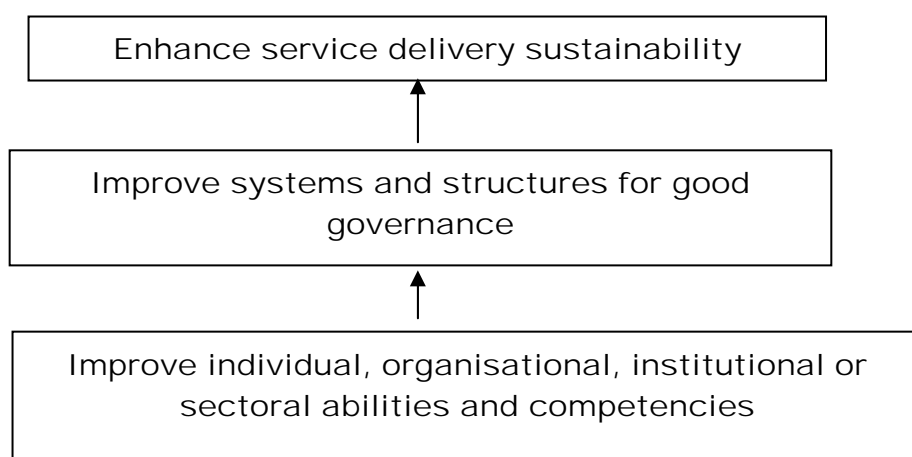 Enhance service delivery sustainability
Improve systems and structures for good
governance
Improve individual, organisational, institutional or
sectoral abilities and competencies